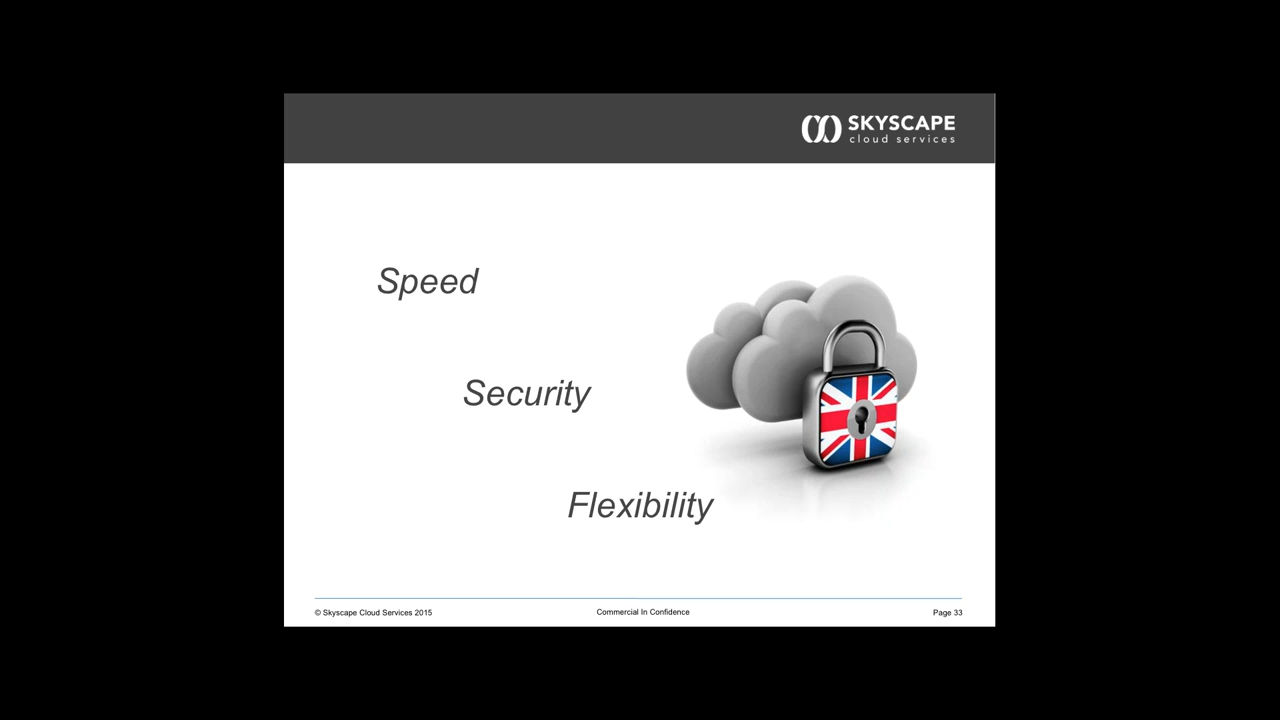 SKYSCAPE
cloud services
Speed
Security
Flexibility
© Skyscape Cloud Services 2015
Commercial In Confidence
Page 33